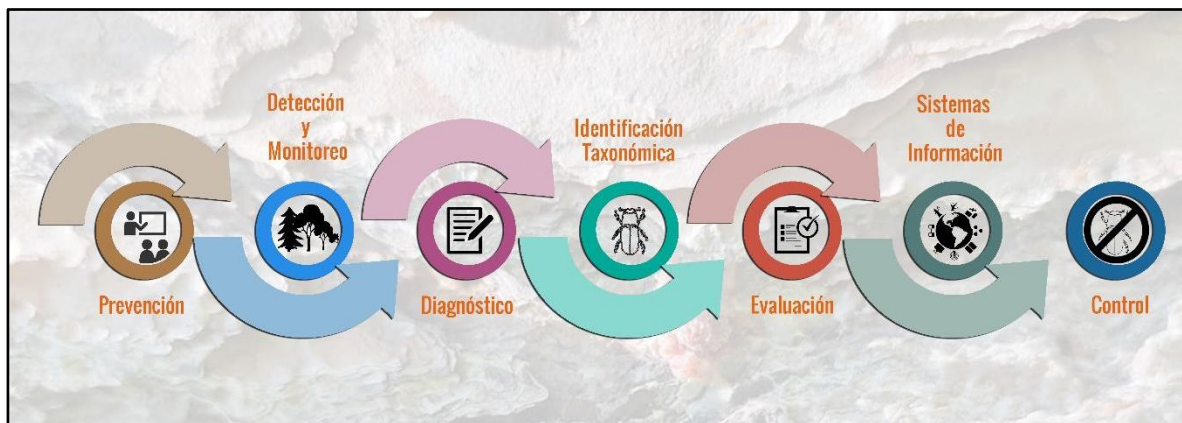 Prevención
Detección
y
Monitoreo
Diagnóstico
Identificación
Taxonómica
Evaluación
Sistemas
de
Información
Control